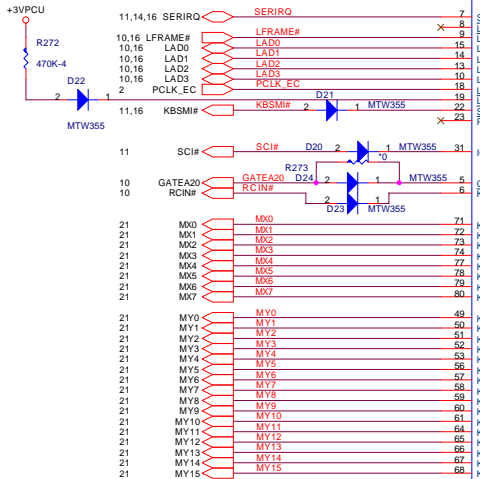 +3VPCU
R272
470K-4
D22
2 1
MTW355
11,14,16 SERIRQ SERIRQ 7
8
10,16 LFRAME# LFRAME# 9
10,16 LAD0 LAD0 15
10,16 LAD1 LAD1 14
10,16 LAD2 LAD2 13
10,16 LAD3 LAD3 10
2 PCLK_EC PCLK_EC 18
19
11,16 KBSMI# KBSMI# 2 D21 1 MTW355 22
23
11 SCI# SCI# D20 2 1 MTW355 31
R273 *0
10 GATEA20 GATEA20 D24 2 1 MTW355 5
10 RCIN# RCIN# 6
D23 2 1 MTW355
21 MX0 MX0 71
21 MX1 MX1 72
21 MX2 MX2 73
21 MX3 MX3 74
21 MX4 MX4 77
21 MX5 MX5 78
21 MX6 MX6 79
21 MX7 MX7 80
21 MY0 MY0 49
21 MY1 MY1 50
21 MY2 MY2 51
21 MY3 MY3 52
21 MY4 MY4 53
21 MY5 MY5 56
21 MY6 MY6 57
21 MY7 MY7 58
21 MY8 MY8 59
21 MY9 MY9 60
21 MY10 MY10 61
21 MY11 MY11 64
21 MY12 MY12 65
21 MY13 MY13 66
21 MY14 MY14 67
21 MY15 MY15 68